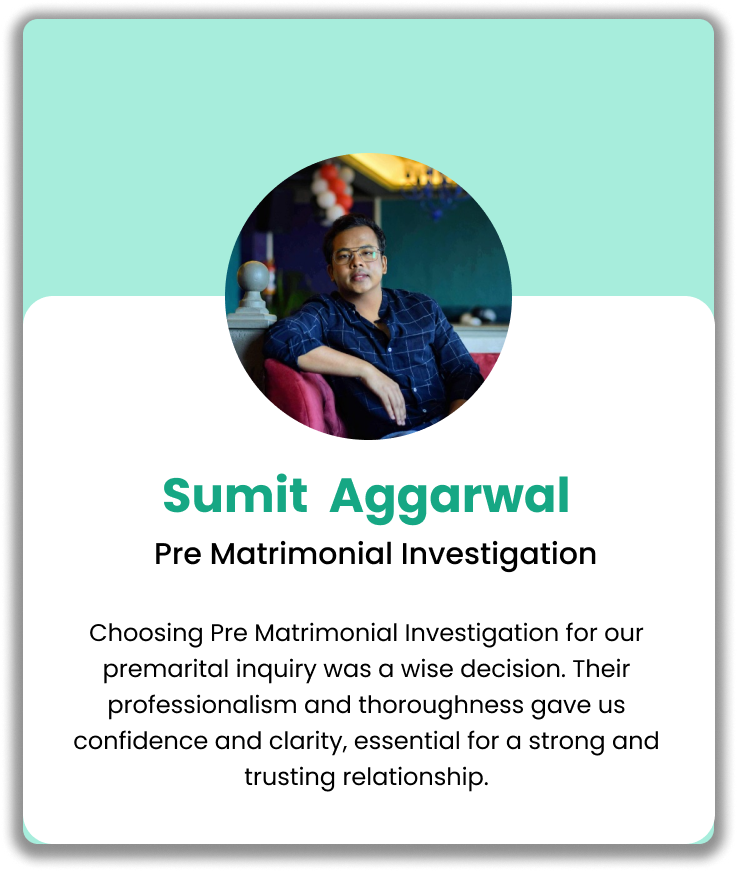 Sumit Aggarwal
Pre Matrimonial Investigation
Choosing Pre Matrimonial Investigation for our
premarital inquiry was a wise decision. Their
professionalism and thoroughness gave us
confidence and clarity, essential for a strong and
trusting relationship.